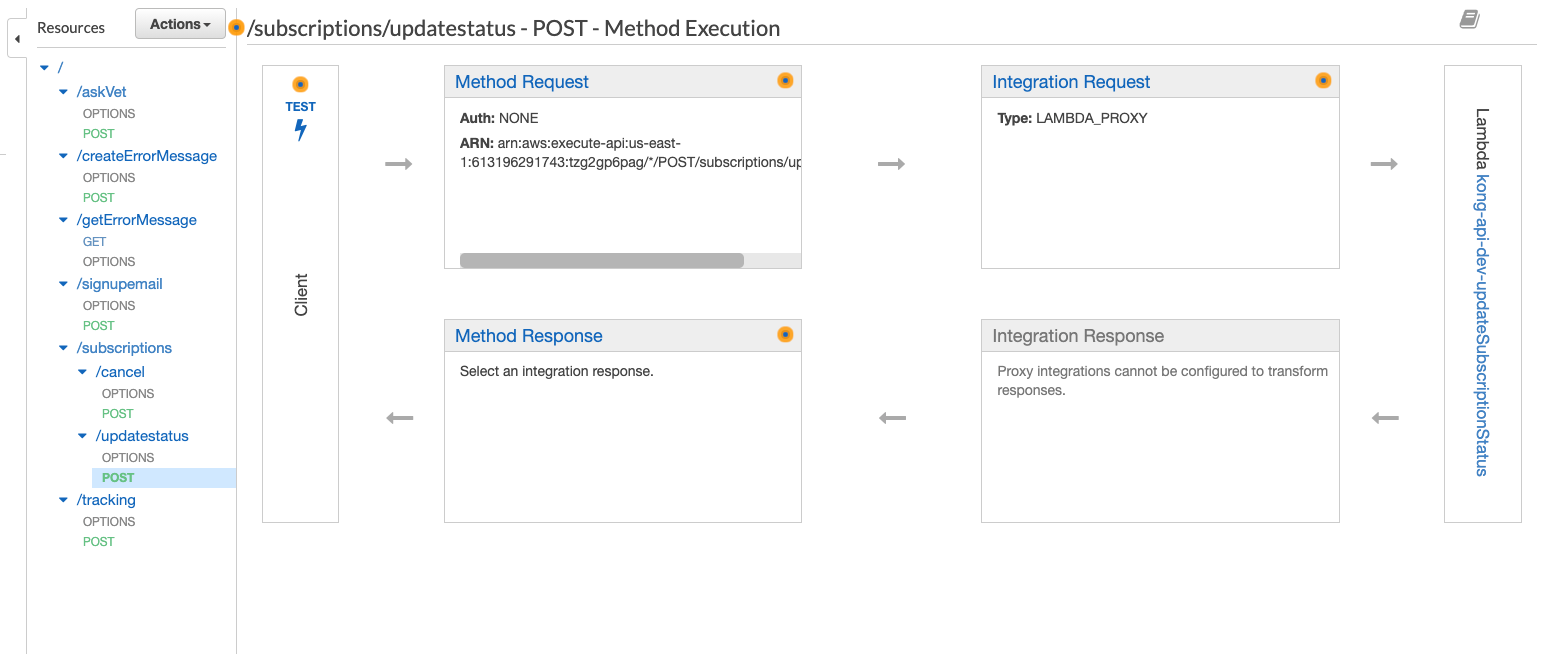 Resources
Actions
/
/askVet
OPTIONS
POST
/createErrorMessage
OPTIONS
POST
/getErrorMessage
GET
OPTIONS
/signupemail
OPTIONS
POST
/subscriptions
/cancel
OPTIONS
POST
/updatestatus
OPTIONS
POST
/tracking
OPTIONS
POST
/subscriptions/updatestatus - POST - Method Execution
TEST
Client
Method Request
Auth: NONE
ARN: arn:aws:execute-api:us-east-
1:613196291743:tzg2gp6pag/*/POST/subscriptions/up
Integration Request
Type: LAMBDA_PROXY
Lambda kong-api-dev-updateSubscriptionStatus
Method Response
Select an integration response.
Integration Response
Proxy integrations cannot be configured to transform
responses.